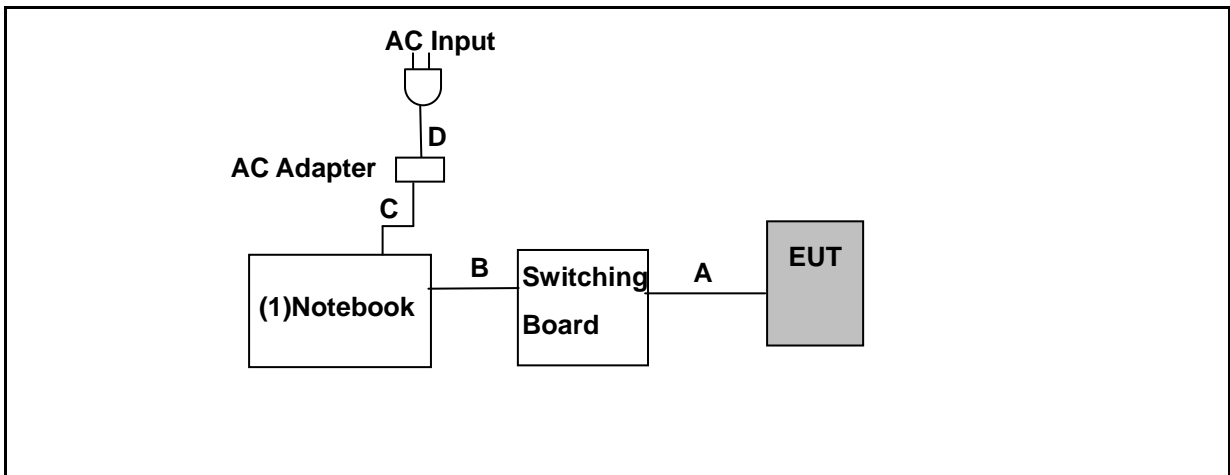 AC Input
D
AC Adapter
C
(1)Notebook
B
Switching
Board
A
EUT